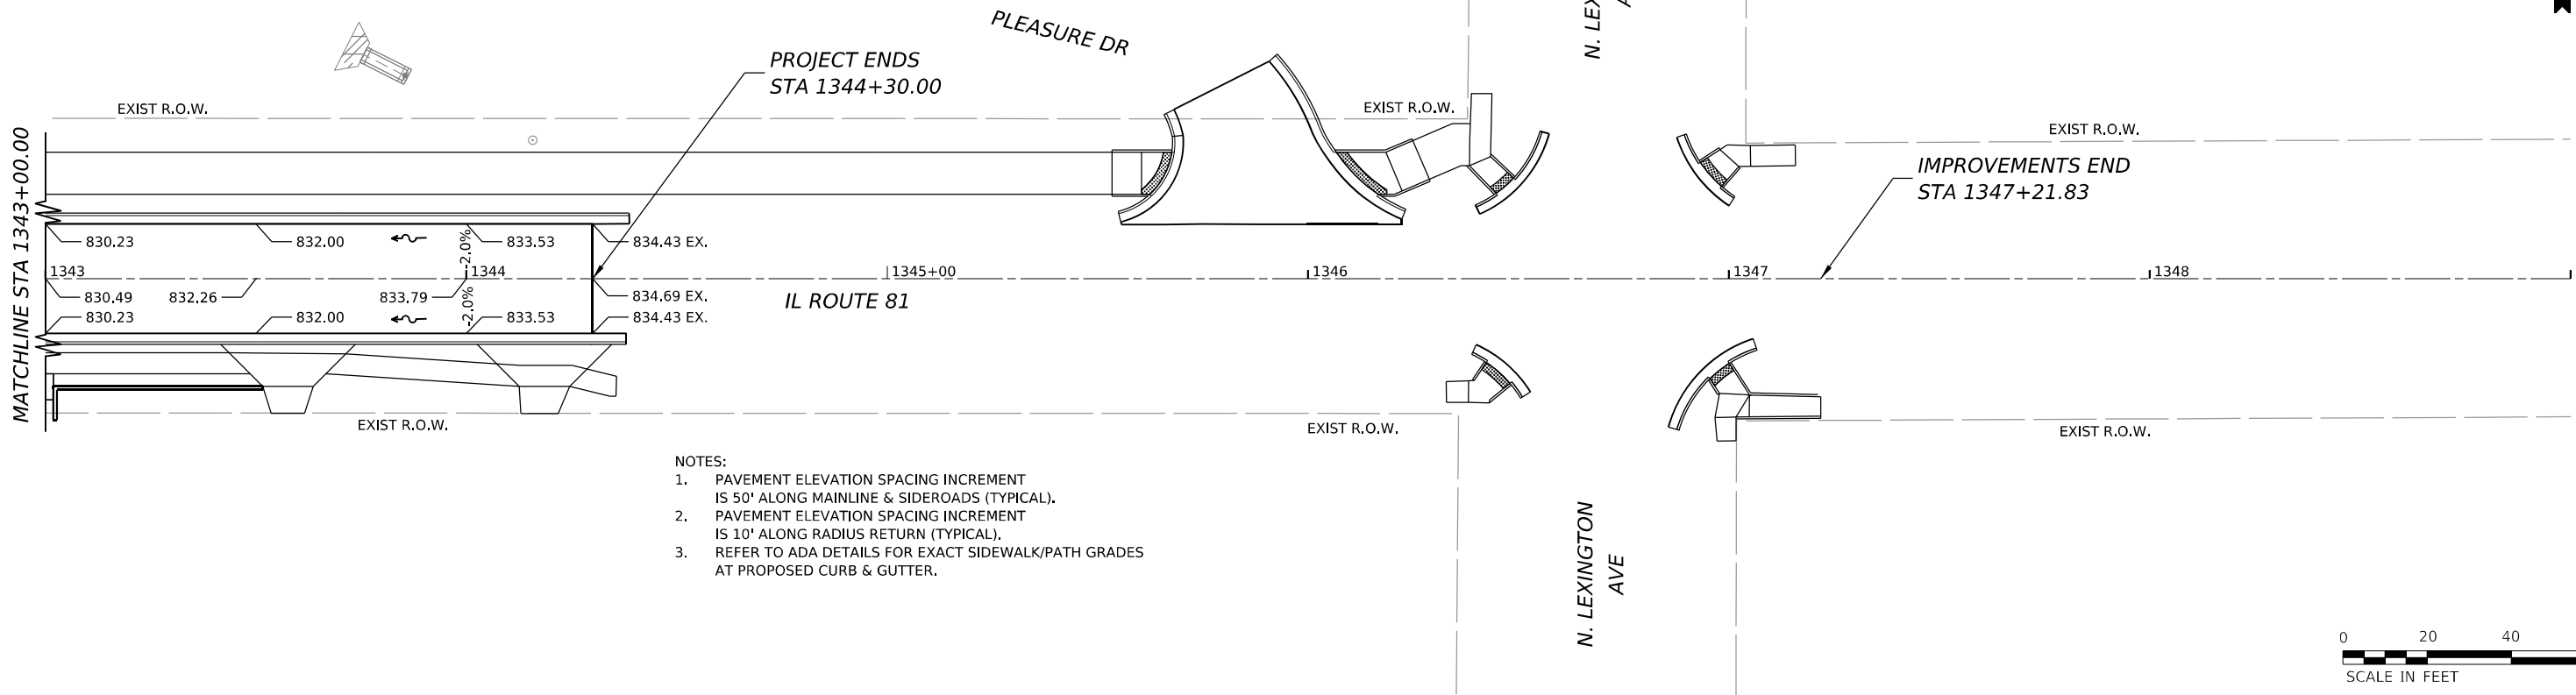 PLEASURE DR
N. LEX
PROJECT ENDS
STA 1344+30.00
EXIST R.O.W.
EXIST R.O.W.
EXIST R.O.W.
MATCHLINE STA 1343+00.00
IMPROVEMENTS END
STA 1347+21.83
830.23
832.00
-2.0%
833.53
834.43 EX.
1343
1344
1345+00
1346
1347
1348
830.49
832.26
833.79
-2.0%
834.69 EX.
IL ROUTE 81
830.23
832.00
833.53
834.43 EX.
EXIST R.O.W.
EXIST R.O.W.
EXIST R.O.W.
NOTES:
1. PAVEMENT ELEVATION SPACING INCREMENT
IS 50' ALONG MAINLINE & SIDEROADS (TYPICAL).
2. PAVEMENT ELEVATION SPACING INCREMENT
IS 10' ALONG RADIUS RETURN (TYPICAL).
3. REFER TO ADA DETAILS FOR EXACT SIDEWALK/PATH GRADES
AT PROPOSED CURB & GUTTER.
N. LEXINGTON
AVE
0 20 40
SCALE IN FEET